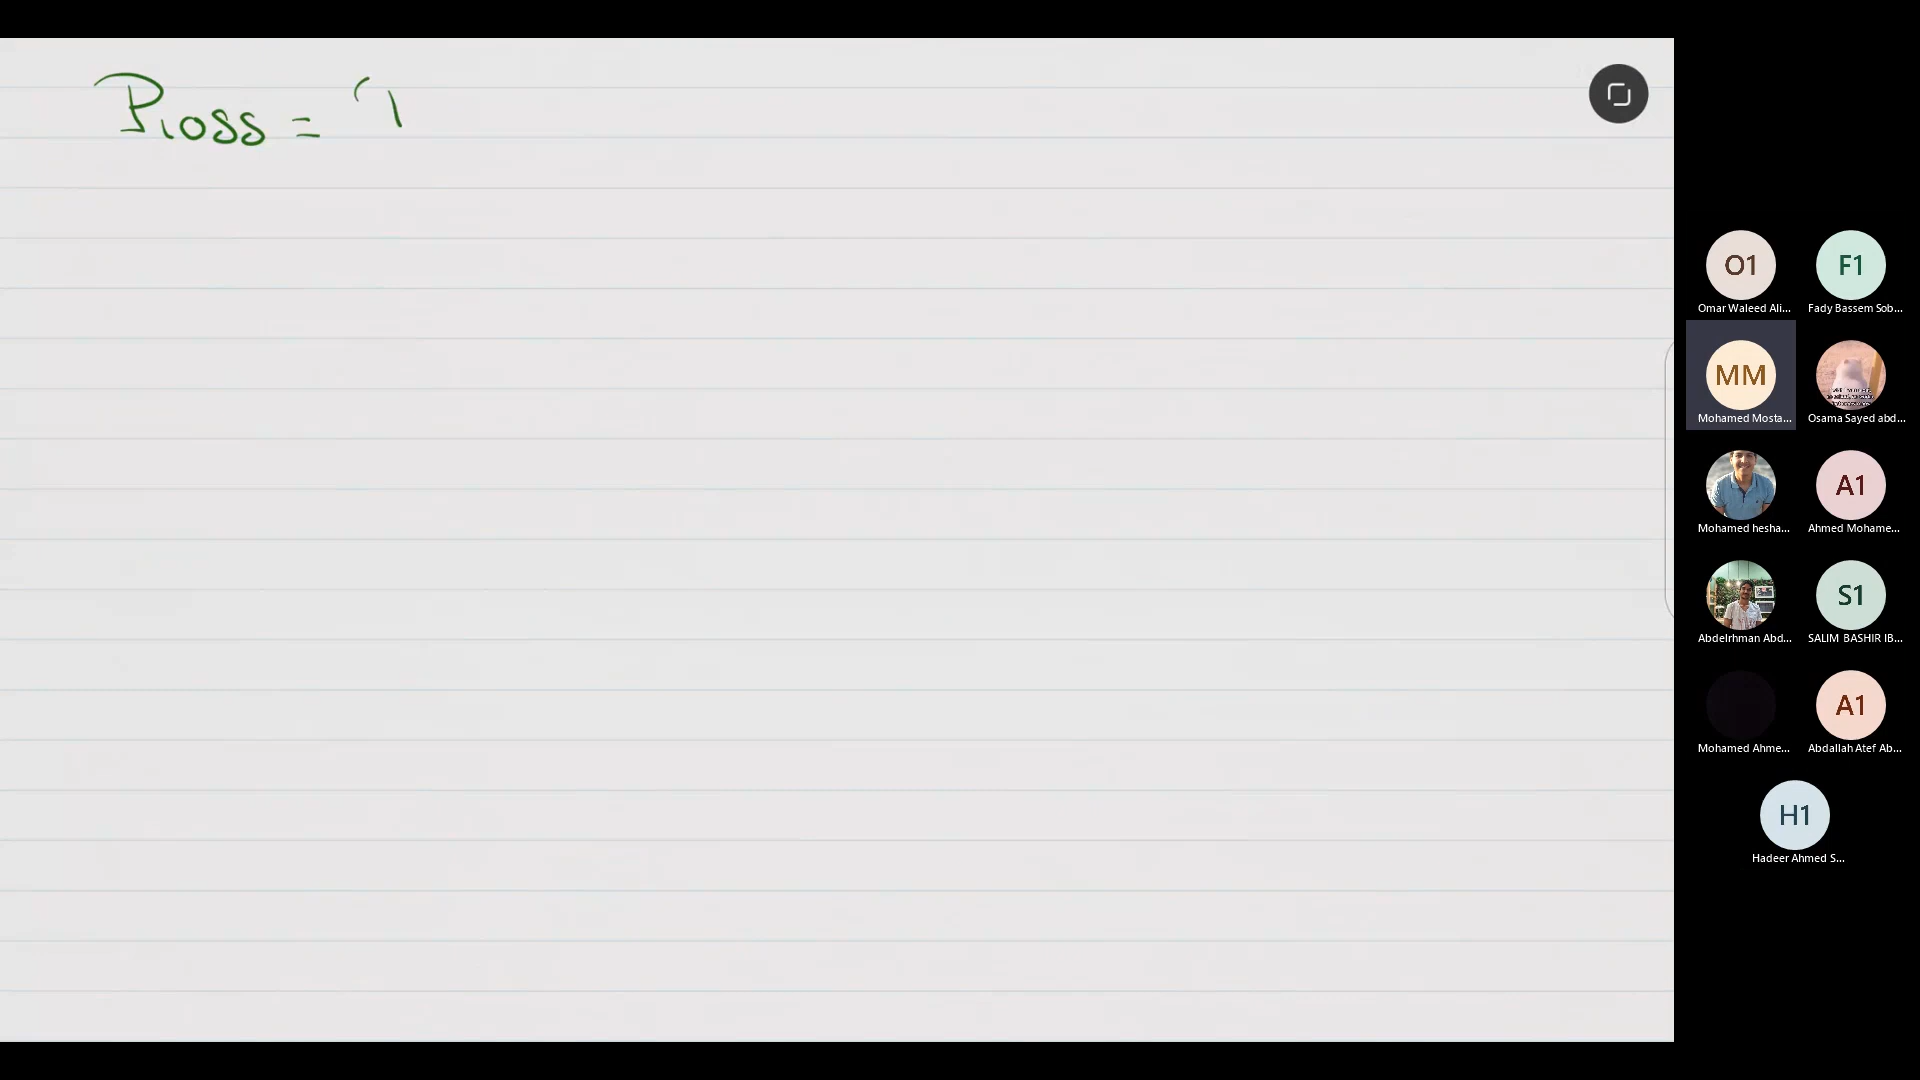 Ploss =
O1
F1
Omar Waleed Ali...
Fady Bassem Sob...
MM
Mohamed Mosta...
Osama Sayed abd...
A1
Mohamed hesha...
Ahmed Mohame...
S1
Abdelrhman Abd...
SALIM BASHIR IB...
A1
Mohamed Ahme...
Abdallah Atef Ab...
H1
Hadeer Ahmed S...